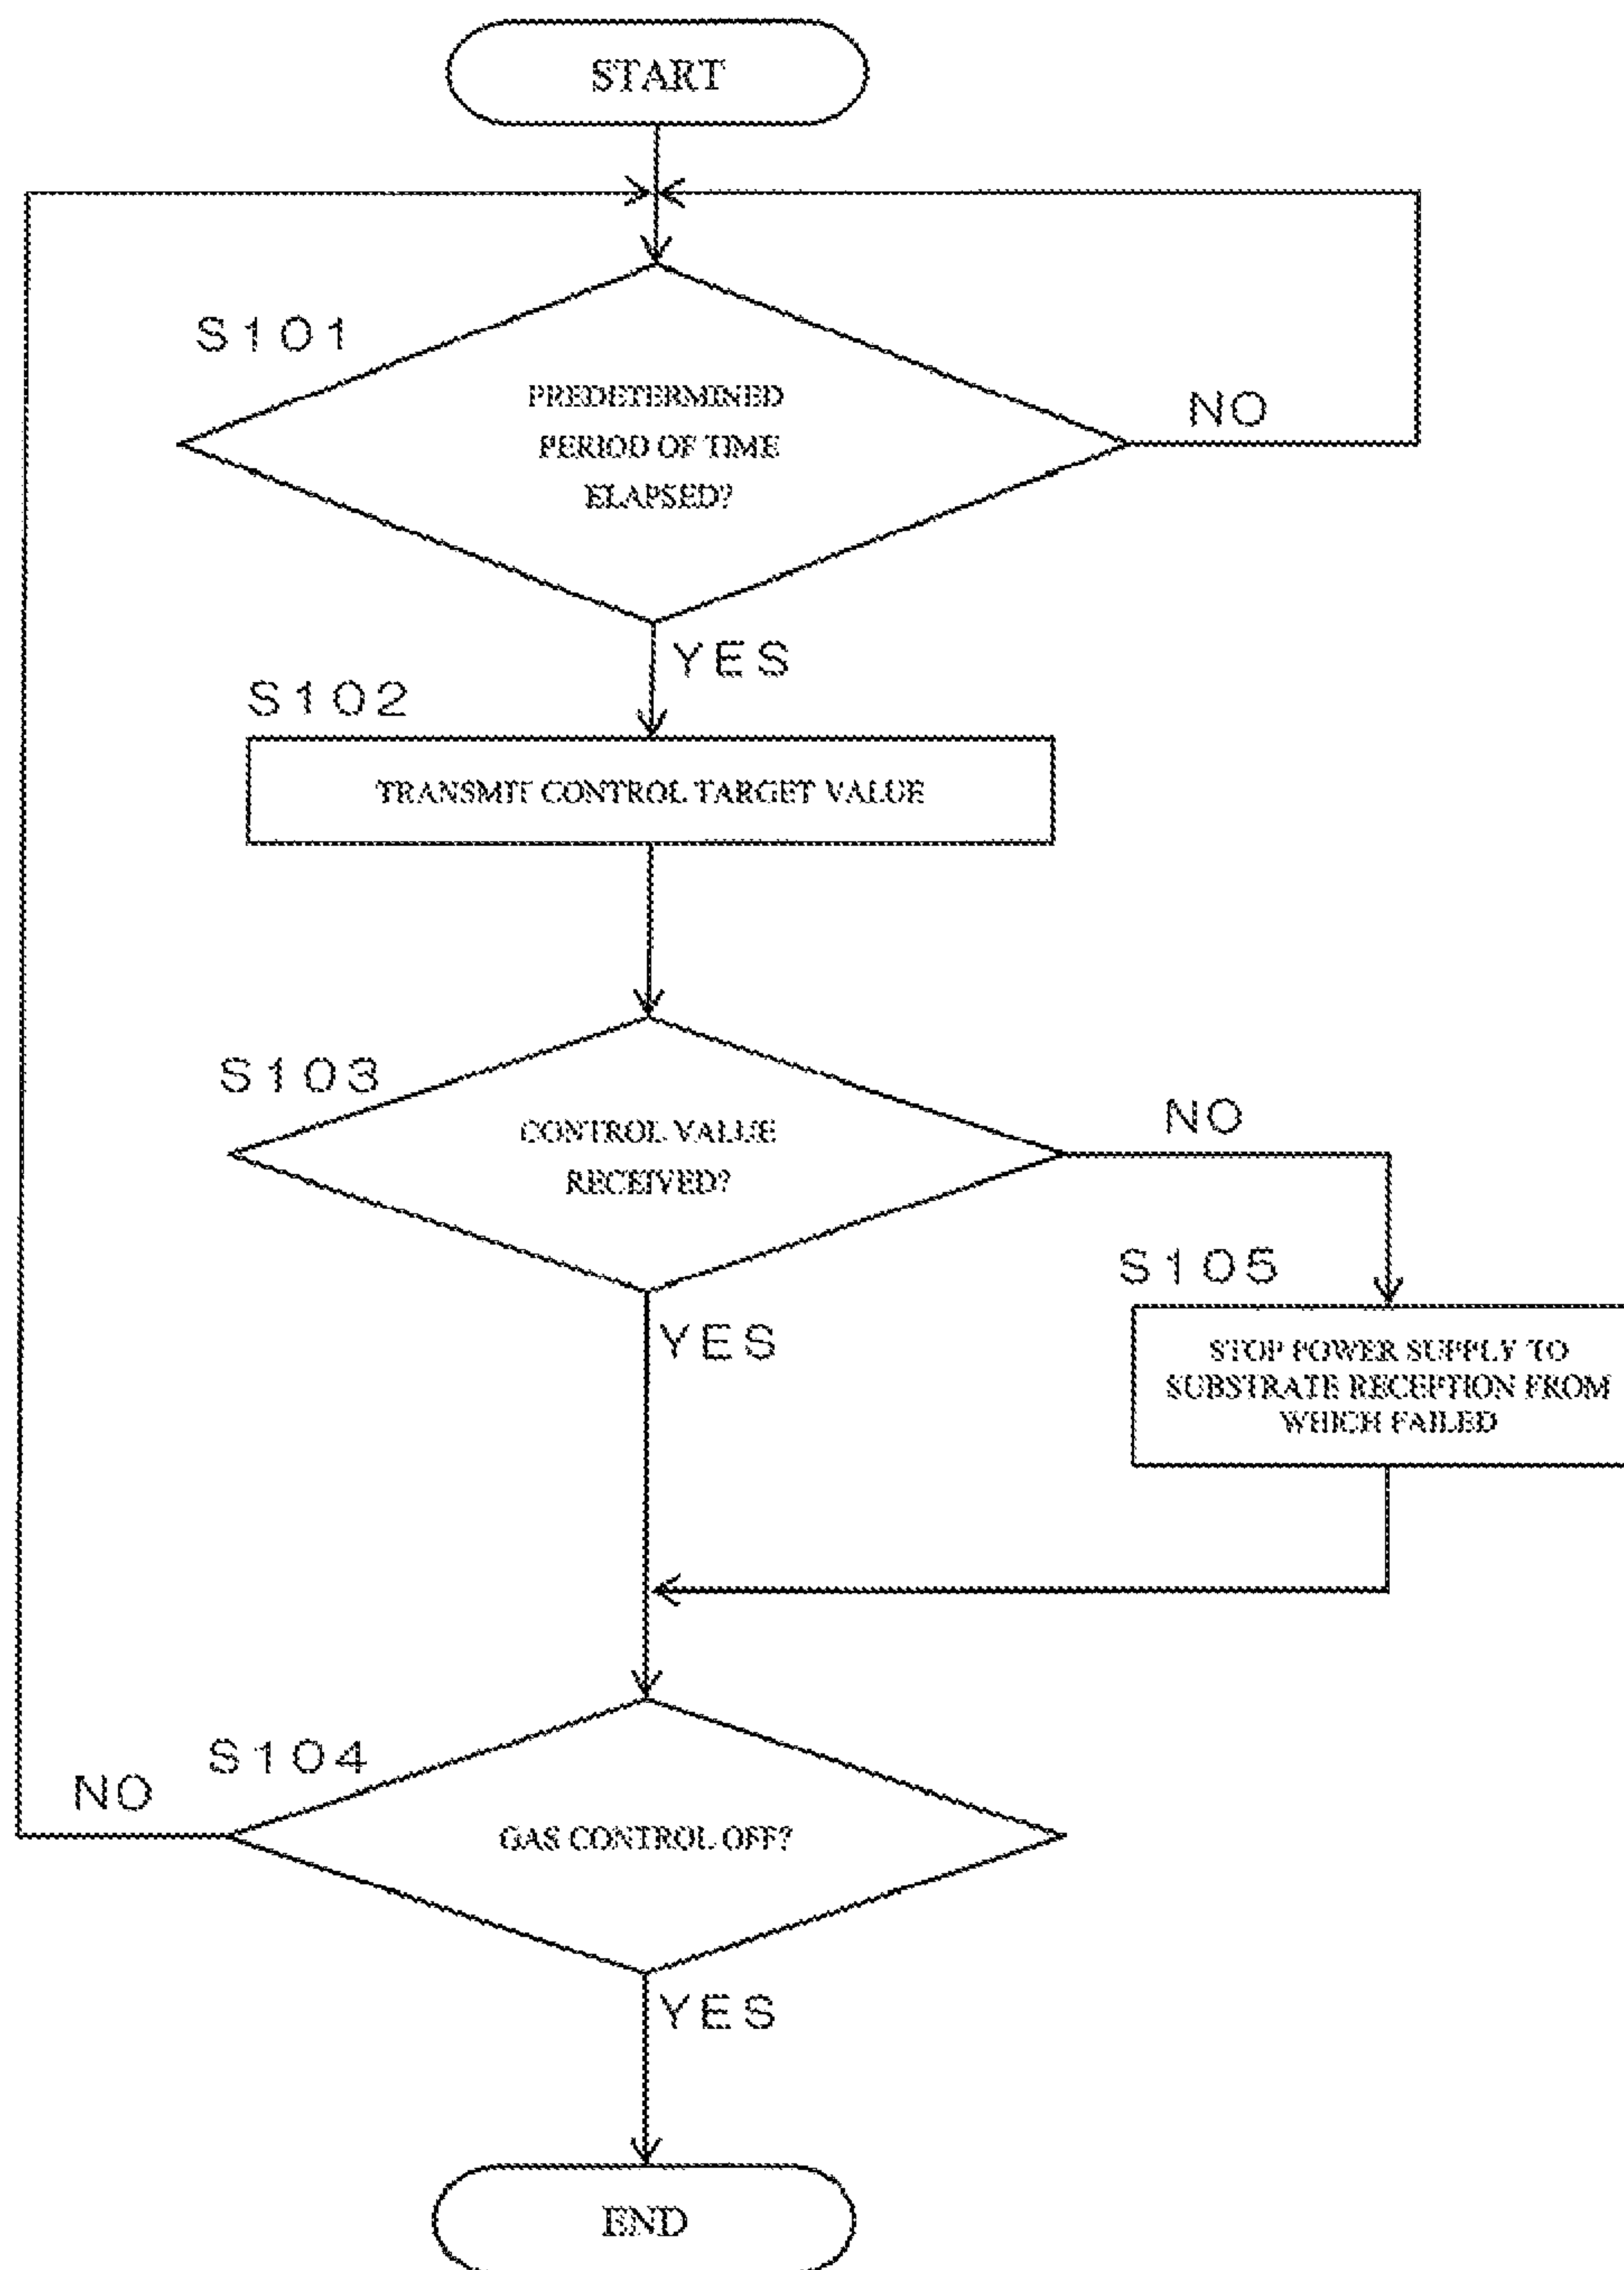 START
S101
PREDETERMINED
PERIOD OF TIME
ELAPSED?
NO
YES
S102
TRANSMIT CONTROL TARGET VALUE
S103
CONTROL VALUE
RECEIVED?
NO
YES
S105
STOP POWER SUPPLY TO
SUBSTRATE RECEPTION FROM
WHICH FAILED
S104
NO
GAS CONTROL OFF?
YES
END